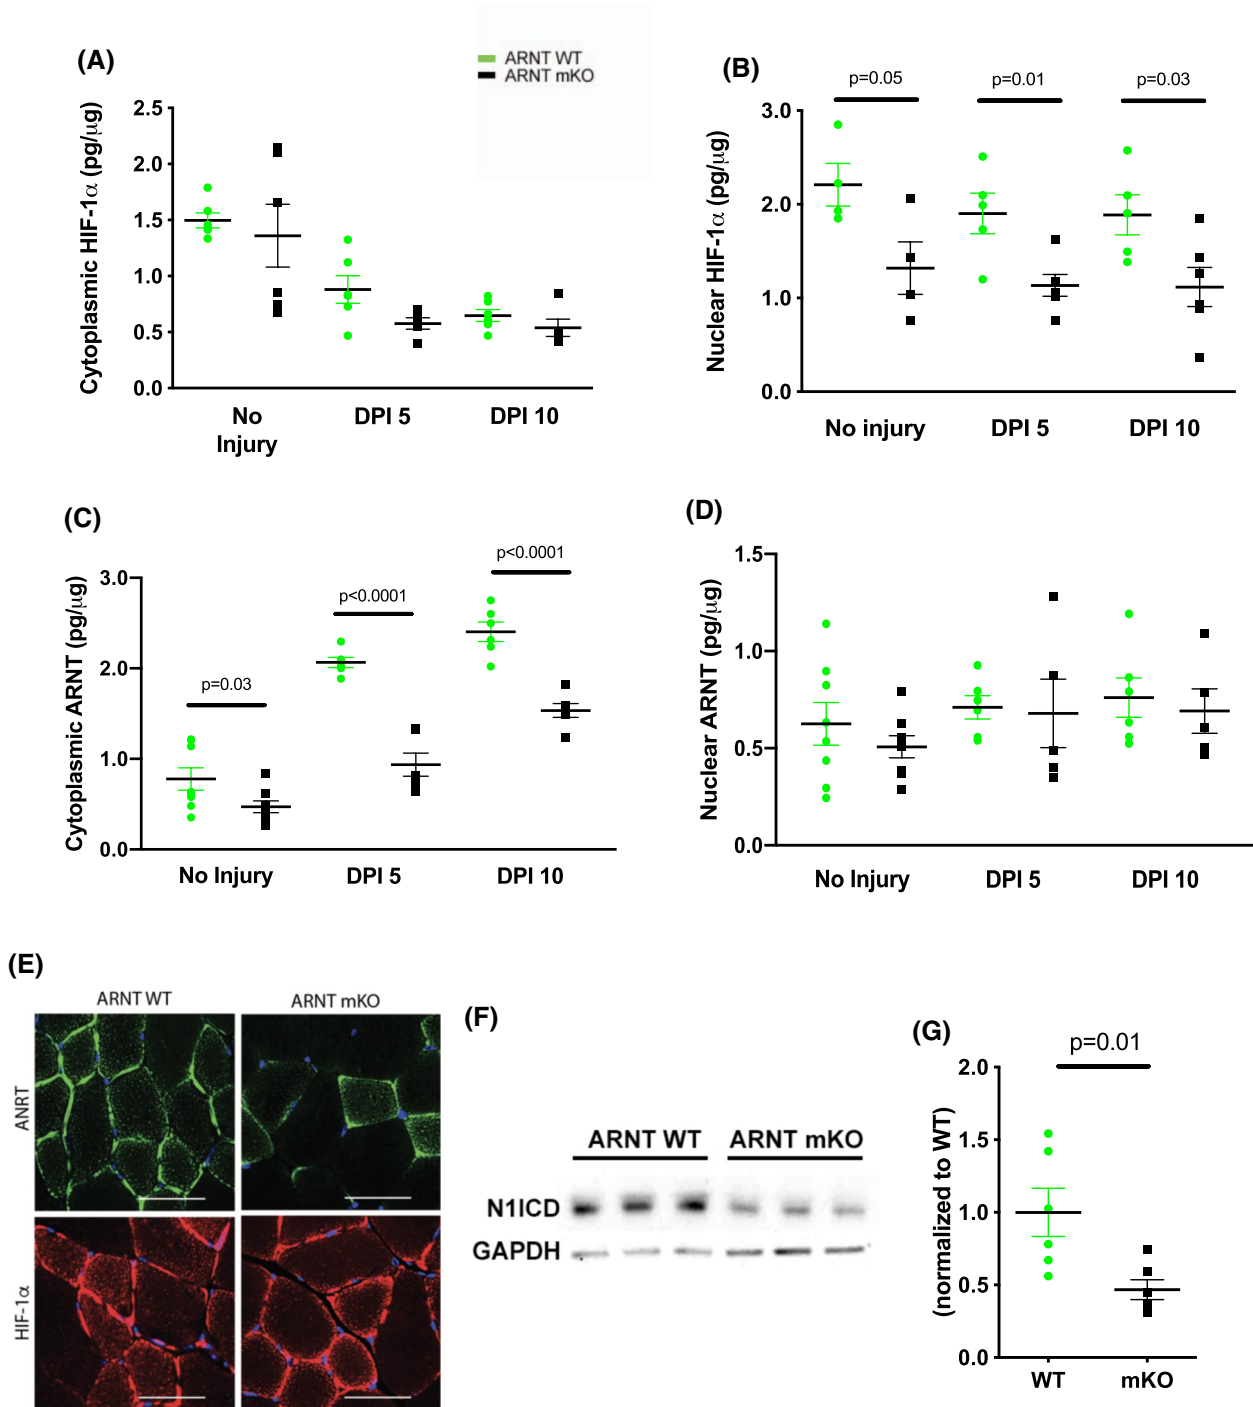 (A)
ARNT WT
ARNT mKO
Cytoplasmic HIF-1α (pg/μg)
2.5
2.0
1.5
1.0
0.5
0.0
No
Injury
DPI 5
DPI 10
(B)
p=0.05
p=0.01
p=0.03
Nuclear HIF-1α (pg/μg)
3.0
2.0
1.0
0.0
No injury
DPI 5
DPI 10
(C)
p=0.03
p<0.0001
p<0.0001
Cytoplasmic ARNT (pg/μg)
3.0
2.0
1.0
0.0
No Injury
DPI 5
DPI 10
(D)
Nuclear ARNT (pg/μg)
1.5
1.0
0.5
0.0
No Injury
DPI 5
DPI 10
(E)
ARNT WT
ARNT mKO
ANRT
HIF-1α
(F)
ARNT WT
ARNT mKO
N1ICD
GAPDH
(G)
p=0.01
(normalized to WT)
2.0
1.5
1.0
0.5
0.0
WT
mKO